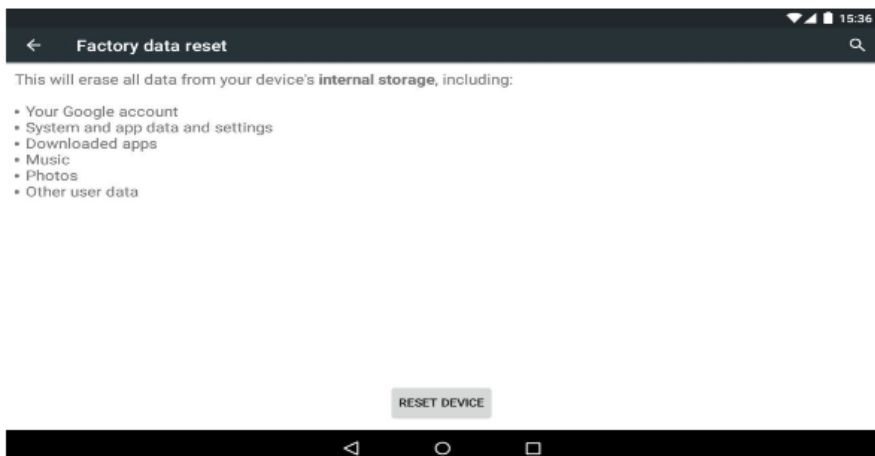 15:36
Factory data reset
This will erase all data from your device's internal storage, including:
• Your Google account
• System and app data and settings
• Downloaded apps
• Music
• Photos
• Other user data
RESET DEVICE